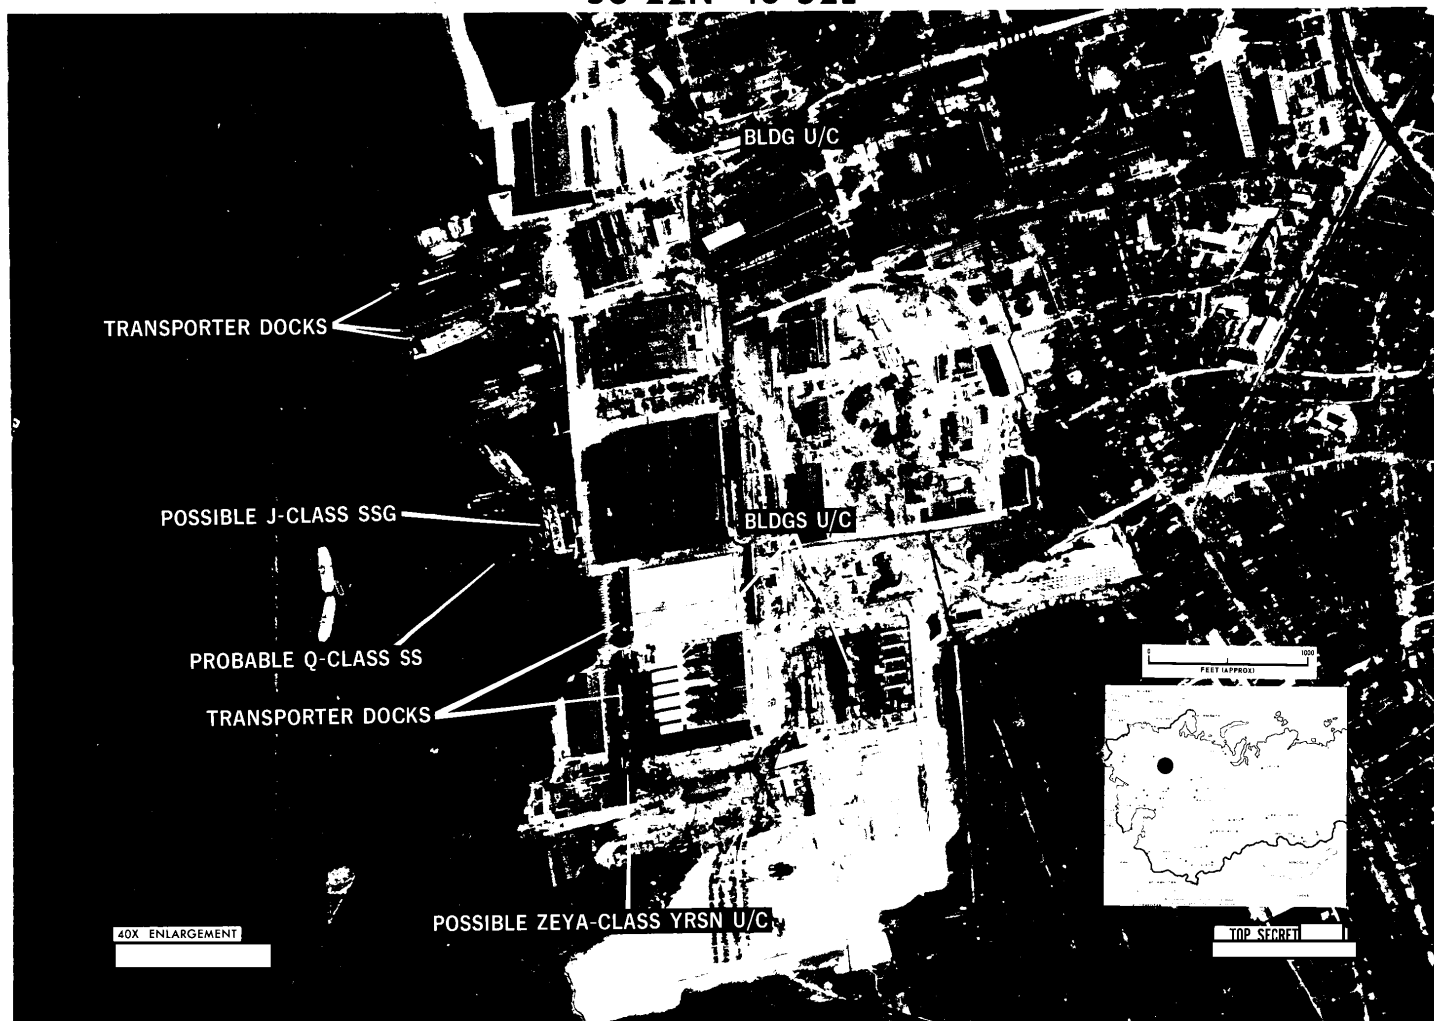 BLDG U/C
TRANSPORTER DOCKS
POSSIBLE J-CLASS SSG
BLDGS U/C
PROBABLE Q-CLASS SS
TRANSPORTER DOCKS
0 1000
FEET (APPROX)
POSSIBLE ZEYA-CLASS YRSN U/C
40X ENLARGEMENT
TOP SECRET